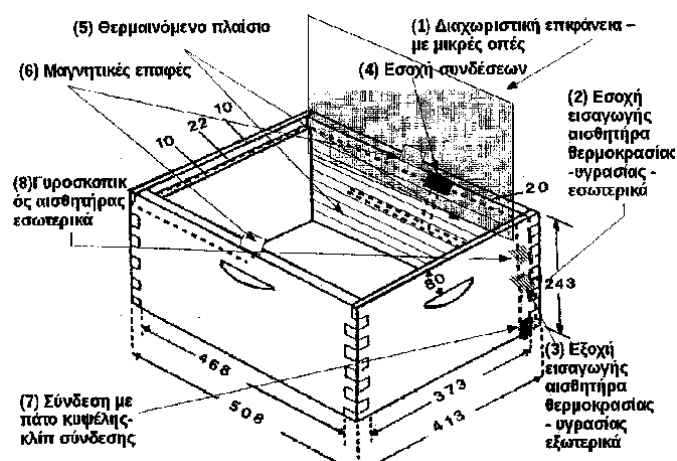 (5) Θερμαινόμενο πλαίσιο
(1) Διαχωριστική επιφάνεια –
με μικρές οπές
(6) Μαγνητικές επαφές
(4) Εσοχή συνδέσεων
(2) Εσοχή
εισαγωγής
αισθητήρα
θερμοκρασίας
-υγρασίας -
εσωτερικά
10
22
10
20
(8)Γυροσκοπικ
ός αισθητήρας
εσωτερικά
80
243
468
508
373
413
(7) Σύνδεση με
πάτο κυψέλης-
κλίπ σύνδεσης
(3) Εξοχή
εισαγωγής
αισθητήρα
θερμοκρασίας
- υγρασίας
εξωτερικά